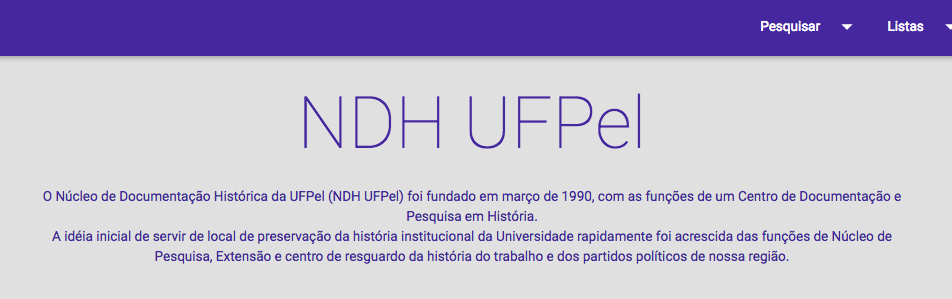 Pesquisar
Listas
NDH UFPel
O Núcleo de Documentação Histórica da UFPel (NDH UFPel) foi fundado em março de 1990, com as funções de um Centro de Documentação e
Pesquisa em História.
A idéia inicial de servir de local de preservação da história institucional da Universidade rapidamente foi acrescida das funções de Núcleo de
Pesquisa, Extensão e centro de resguardo da história do trabalho e dos partidos políticos de nossa região.